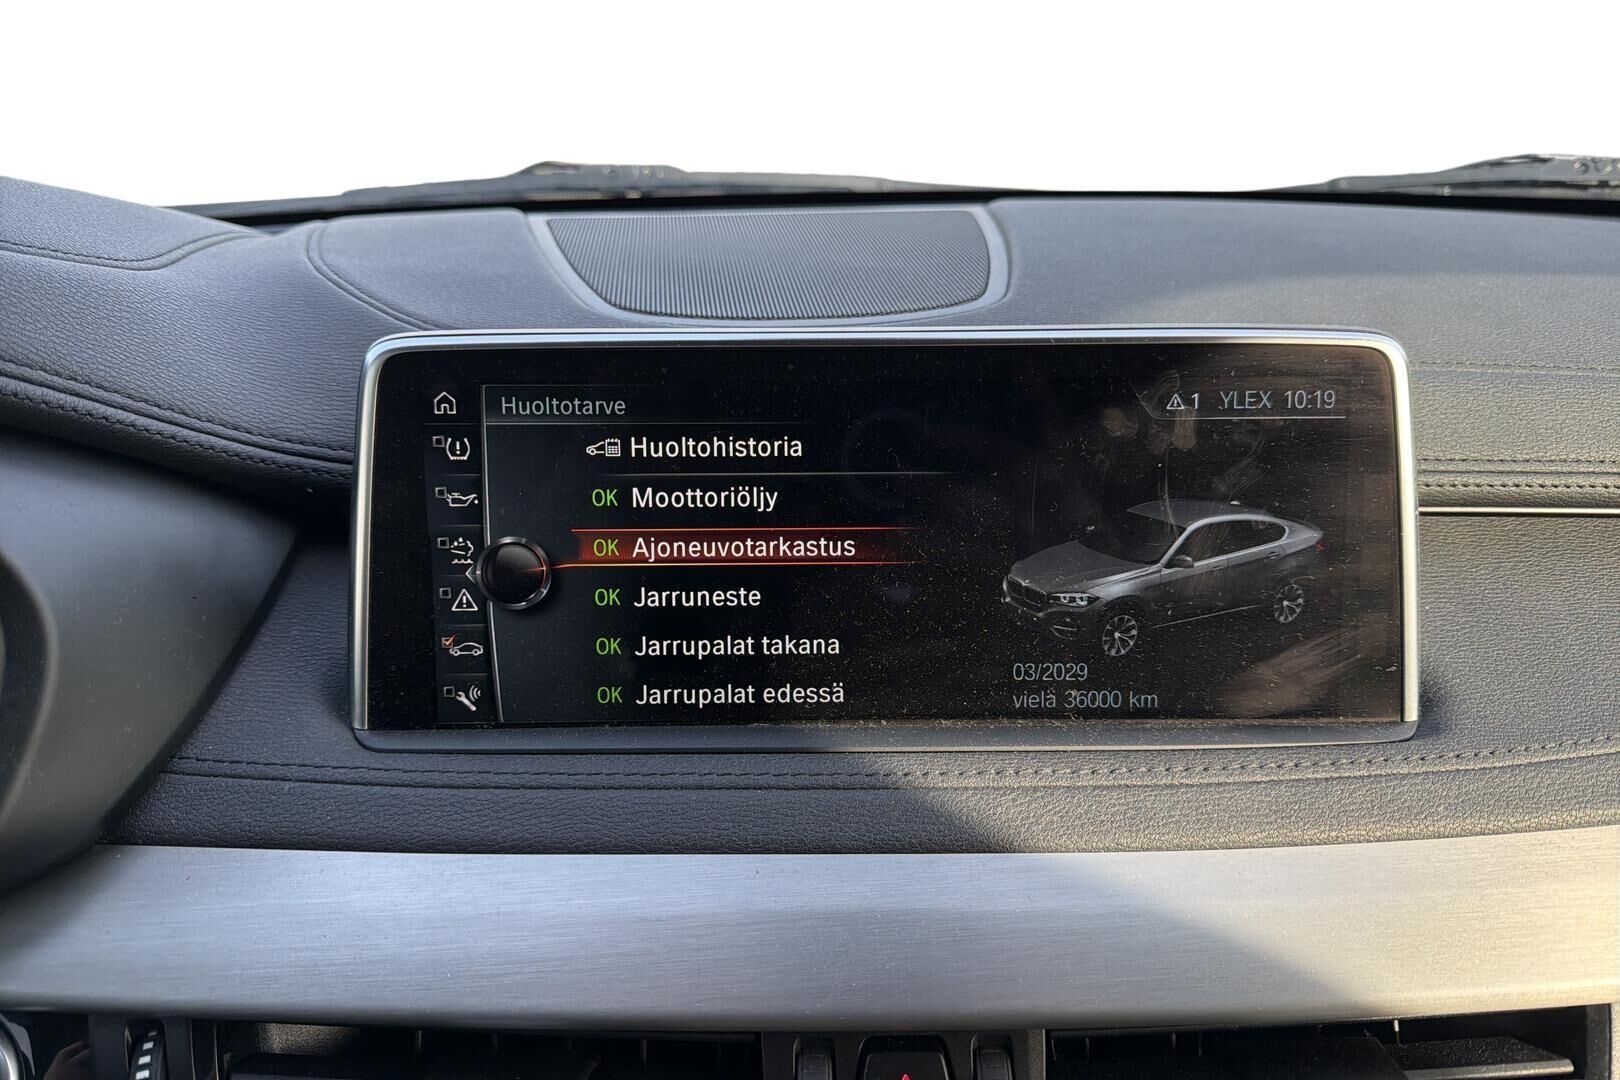 Huoltotarve
1 YLEX 10:19
Huoltohistoria
OK Moottoriöljy
OK Ajoneuvotarkastus
OK Jarruneste
OK Jarrupalat takana
OK Jarrupalat edessä
03/2029
vielä 36000 km